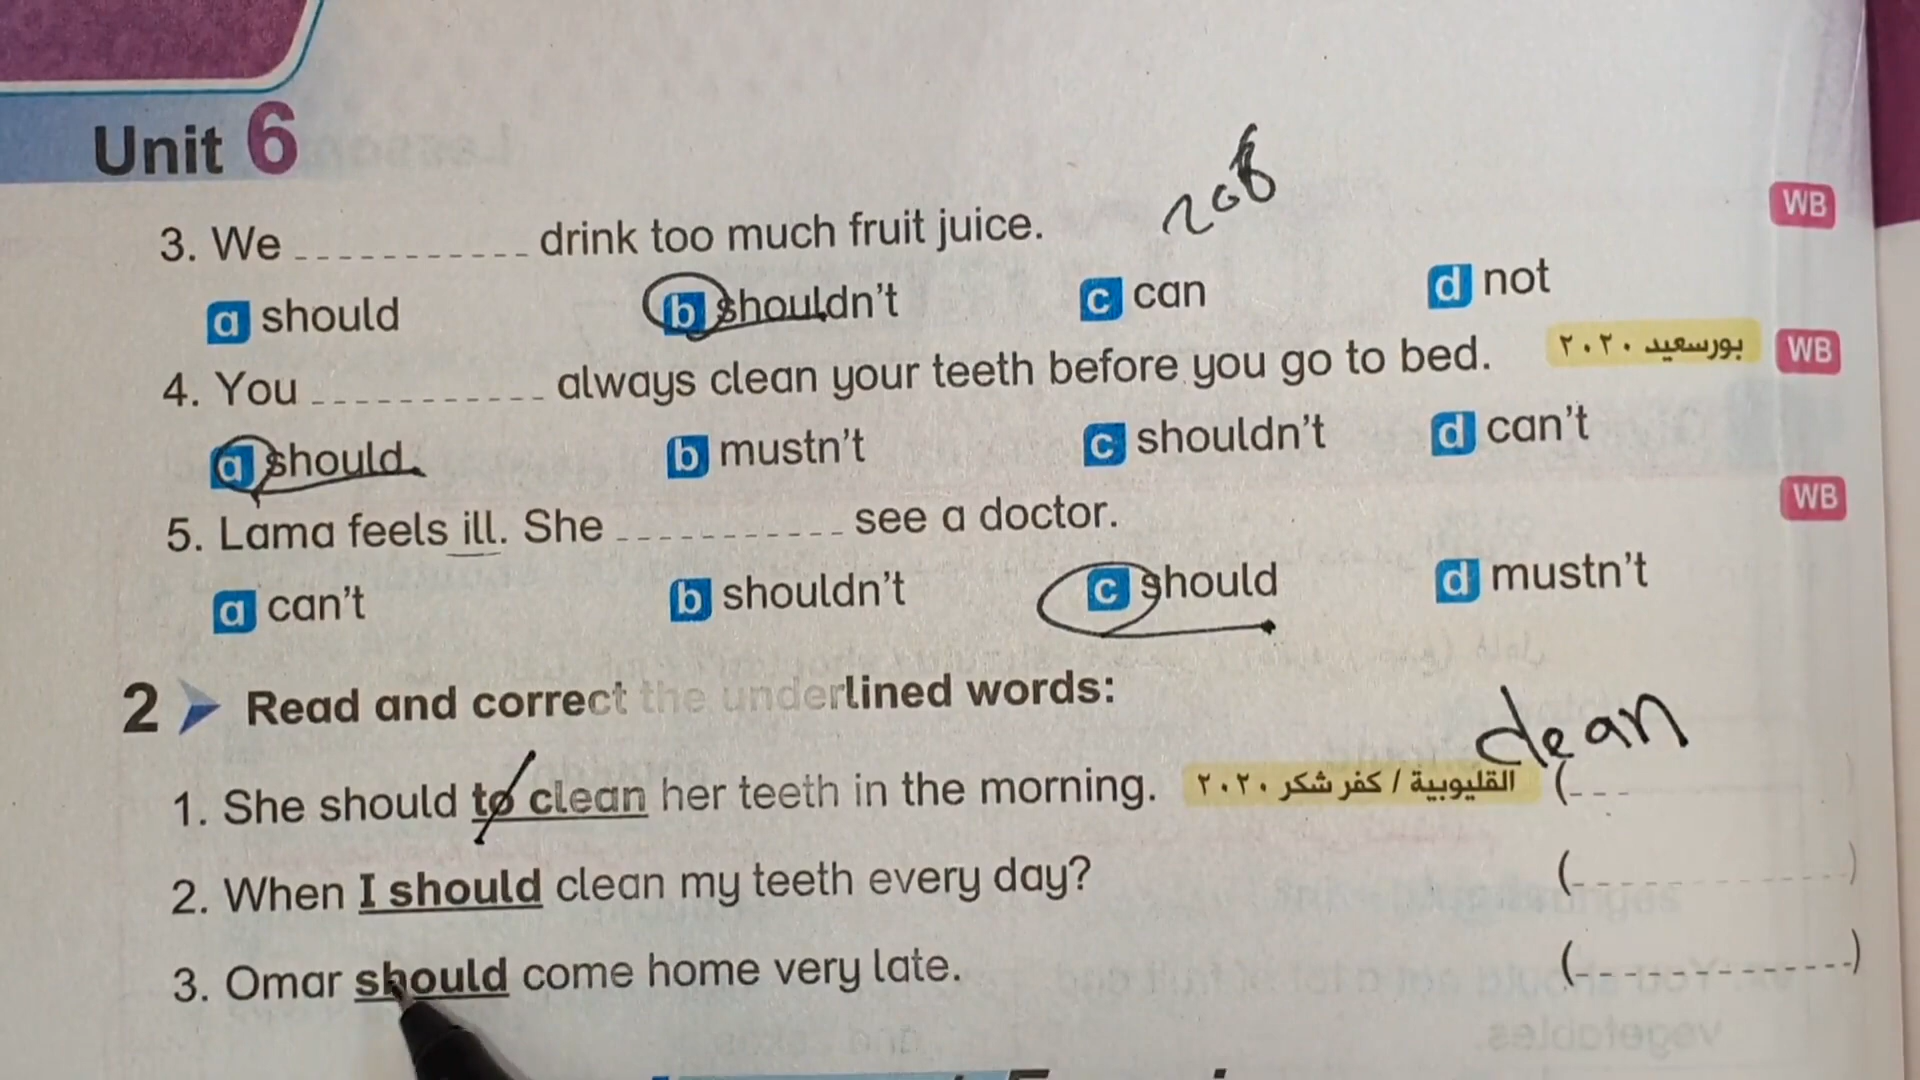 Unit 6
3. We ----------- drink too much fruit juice. WB
a should b shouldn't c can d not
4. You ----------- always clean your teeth before you go to bed. بورسعيد ٢٠٢٠ WB
a should b mustn't c shouldn't d can't
5. Lama feels ill. She ----------- see a doctor. WB
a can't b shouldn't c should d mustn't
2 Read and correct the underlined words:
clean
1. She should to clean her teeth in the morning. القليوبية / كفر شكر ٢٠٢٠ (---
2. When I should clean my teeth every day? (-----------)
3. Omar should come home very late. (-------------)